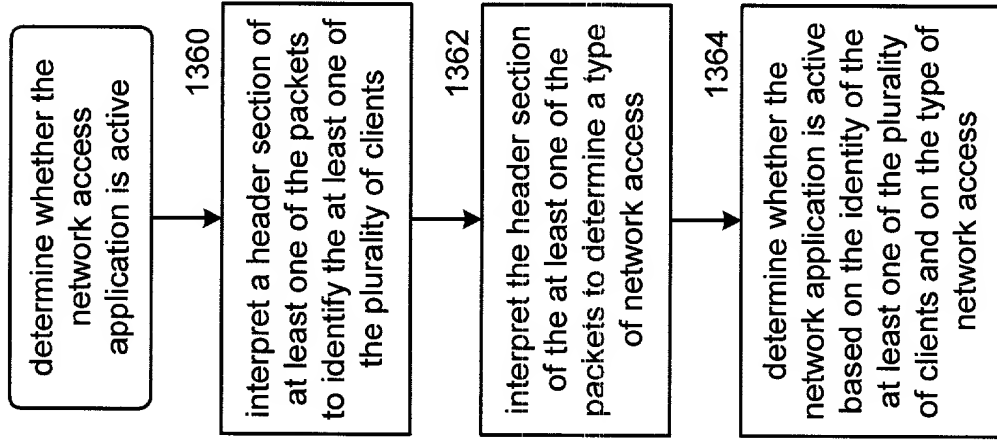 determine whether the
network access
application is active
1360
interpret a header section of
at least one of the packets
to identify the at least one of
the plurality of clients
1362
interpret the header section
of the at least one of the
packets to determine a type
of network access
1364
determine whether the
network application is active
based on the identity of the
at least one of the plurality
of clients and on the type of
network access